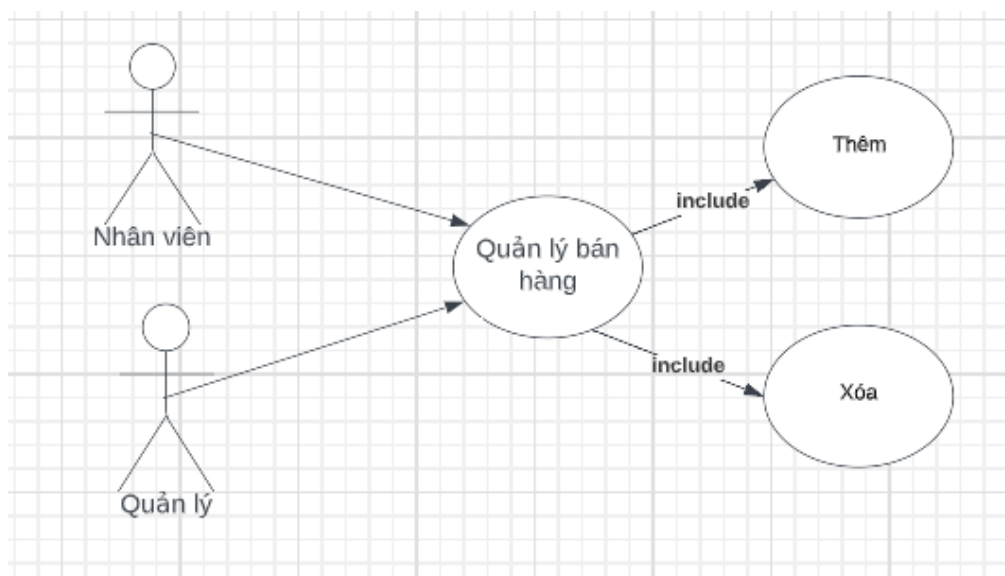 Thêm
include
Nhân viên
Quản lý bán
hàng
include
Xóa
Quản lý